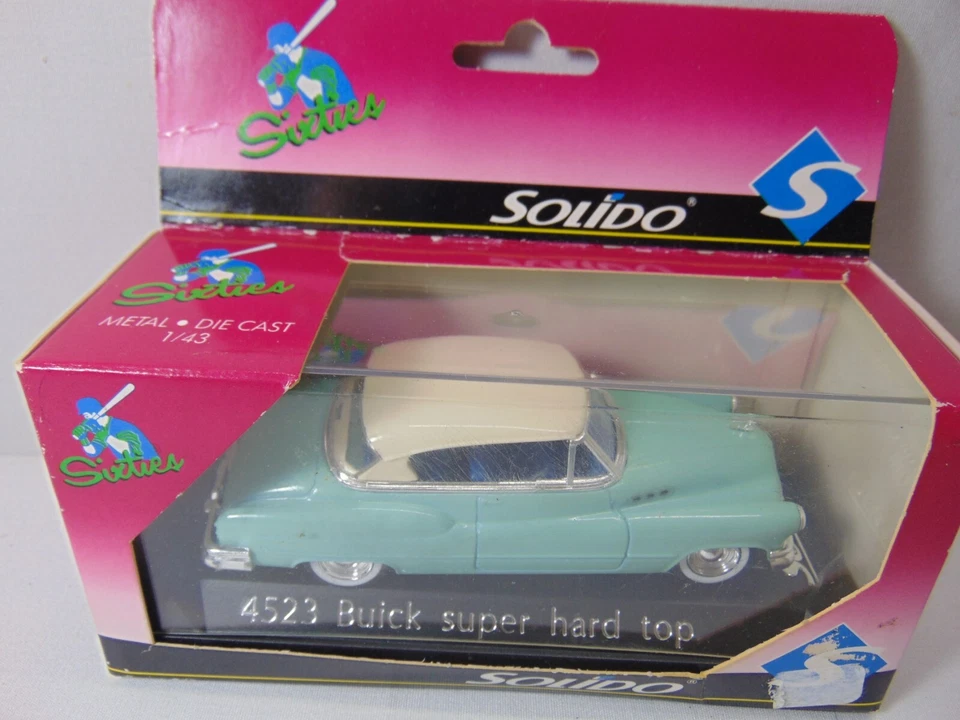 Sixties
SOLIDO®
S
Sixties
METAL • DIE CAST
1/43
Sixties
4523 Buick super hard top
SOLIDO®
S